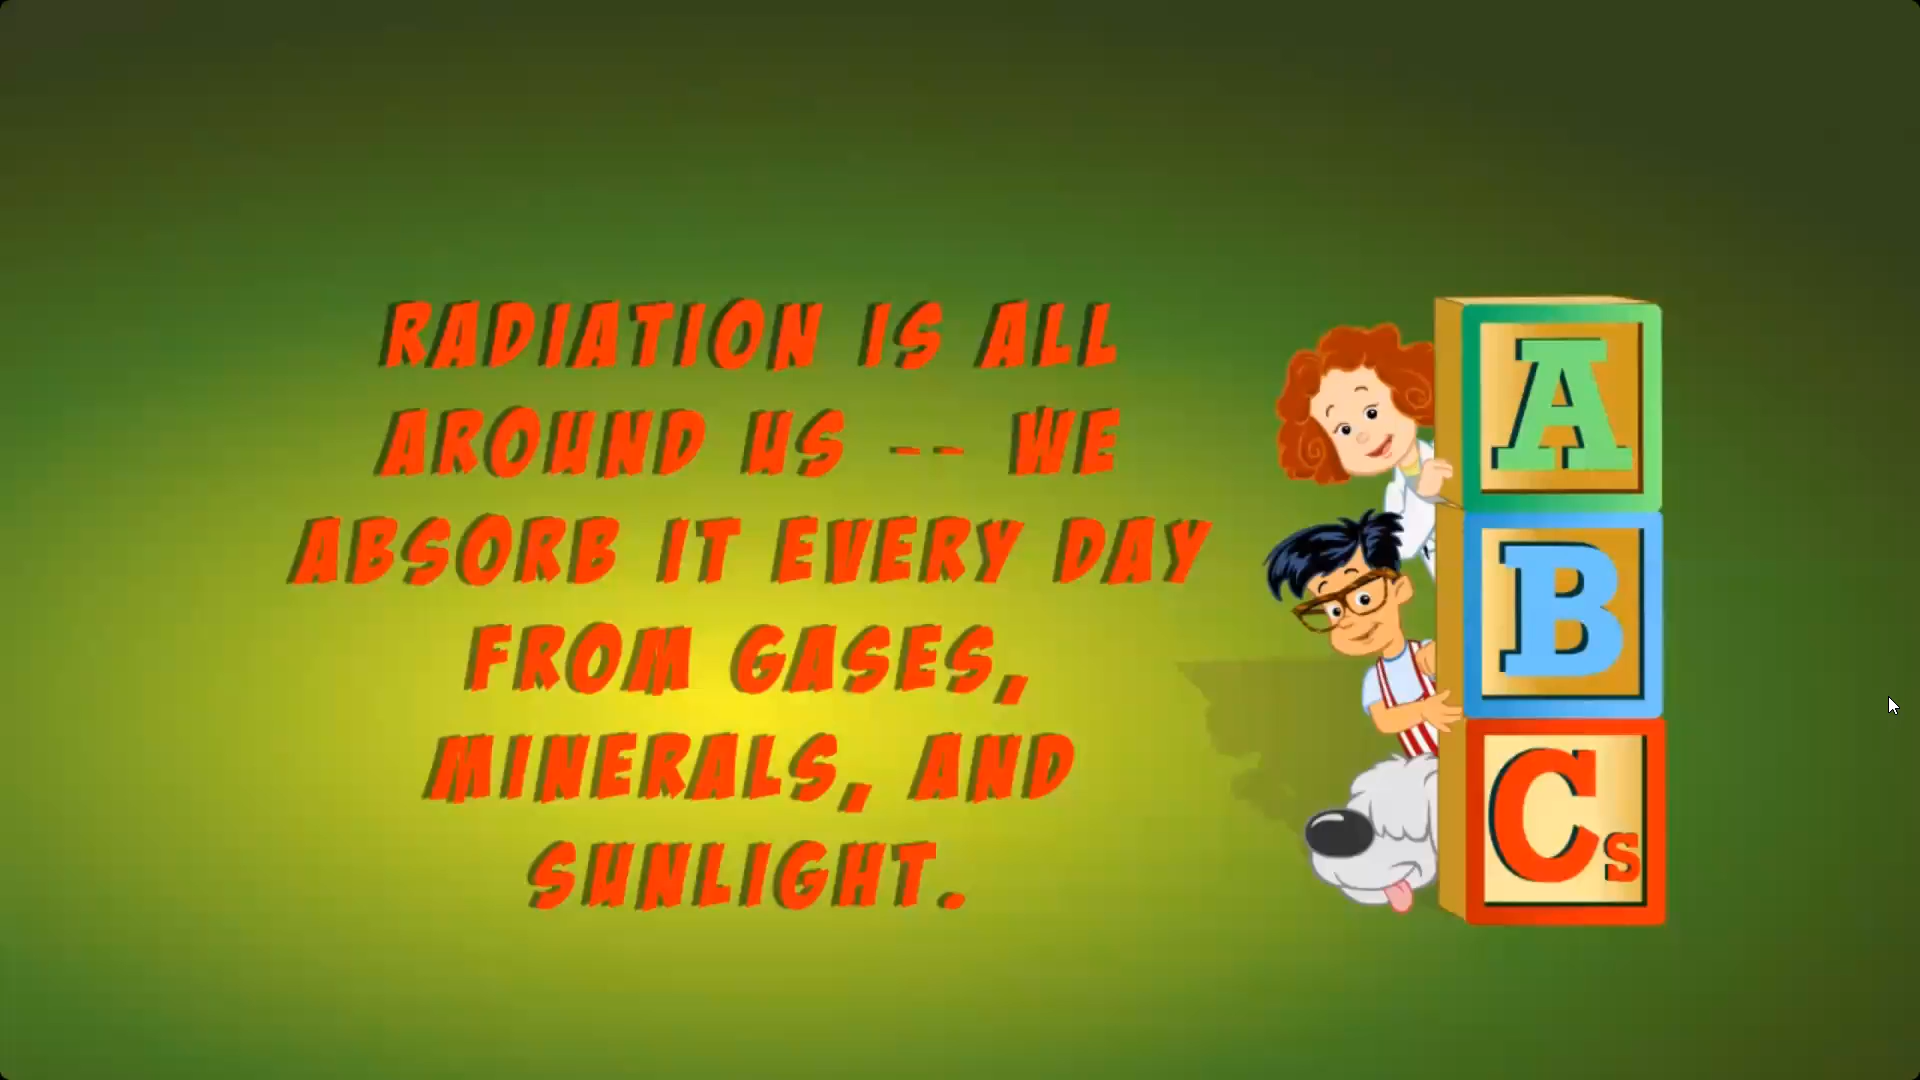 RADIATION IS ALL
AROUND US -- WE
ABSORB IT EVERY DAY
FROM GASES,
MINERALS, AND
SUNLIGHT.
A
B
Cs